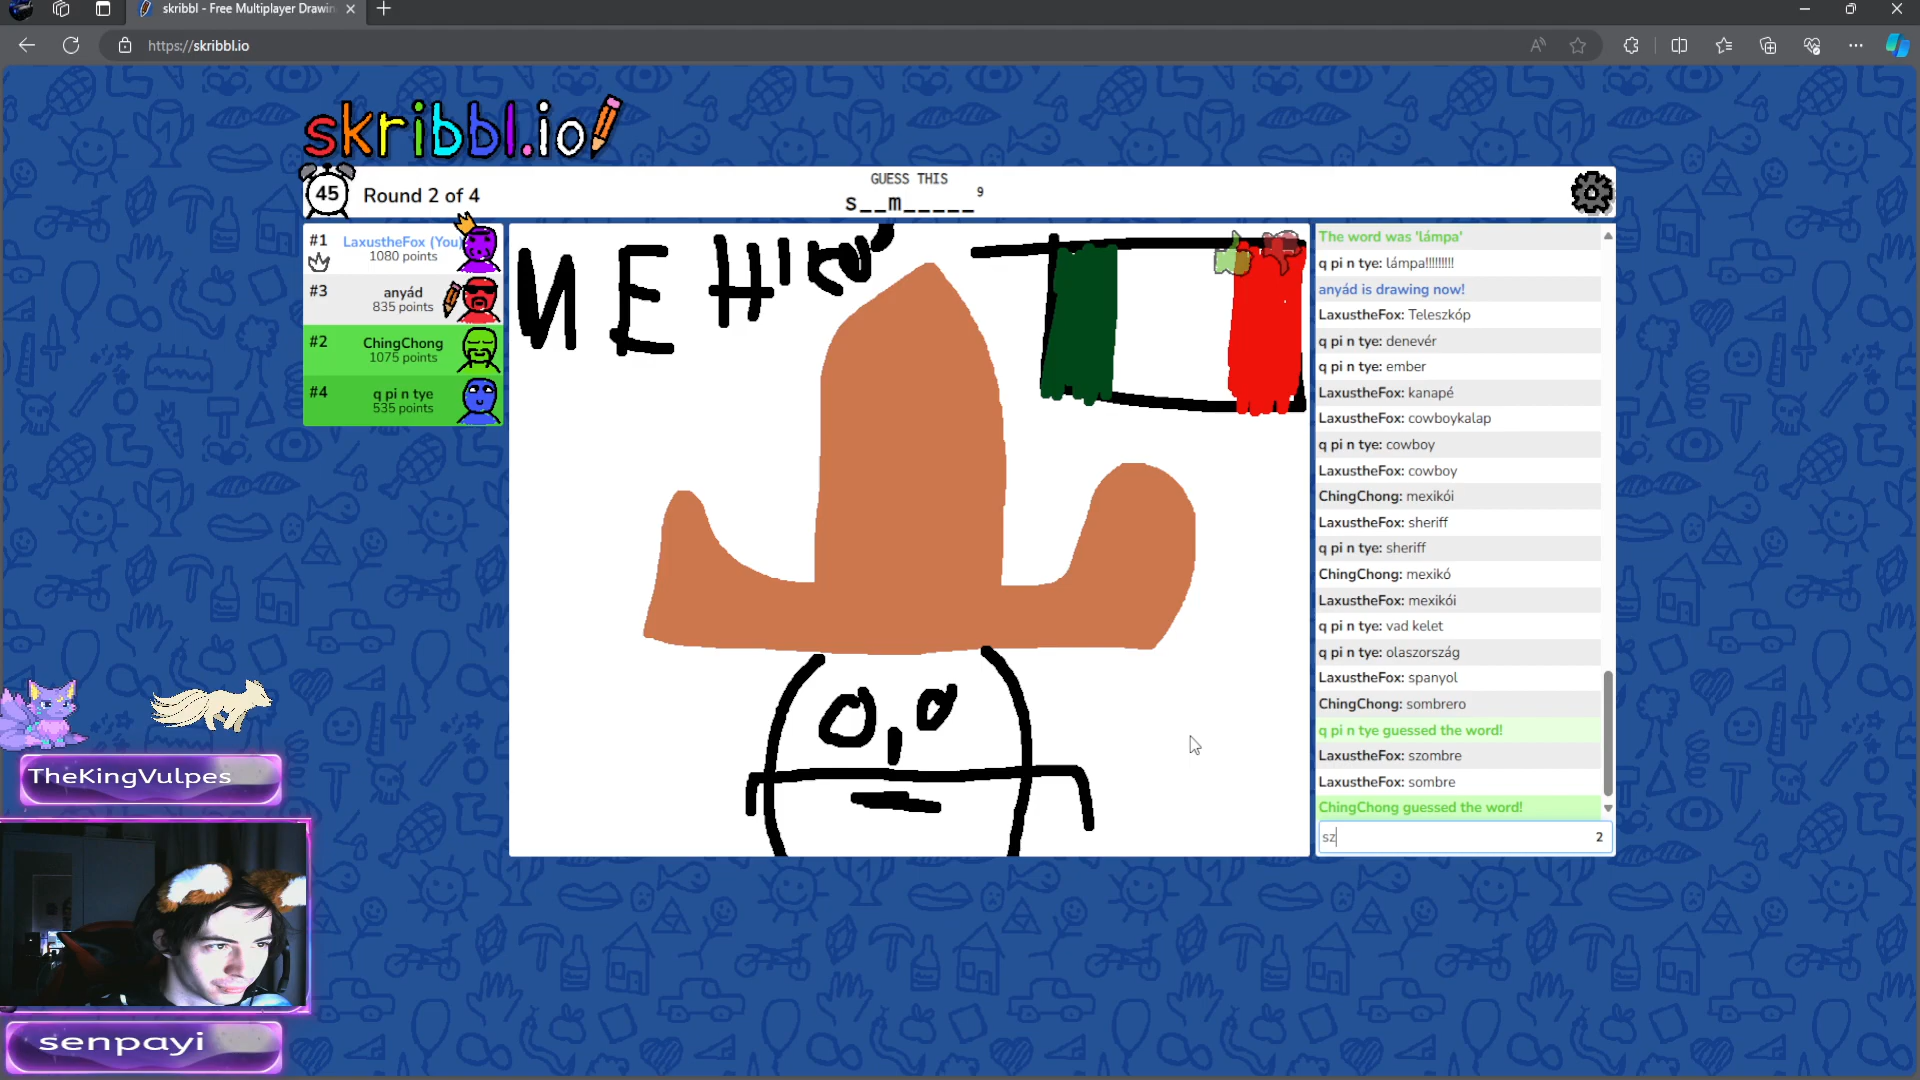 skribbl - Free Multiplayer Drawin
https://skribbl.io
skribbl.io
45
Round 2 of 4
GUESS THIS
s__m_____ 9
#1 LaxustheFox (You)
1080 points
#3 anyád
835 points
#2 ChingChong
1075 points
#4 q pi n tye
535 points
The word was 'lámpa'
q pi n tye: lámpa!!!!!!!!!
anyád is drawing now!
LaxustheFox: Teleszkóp
q pi n tye: denevér
q pi n tye: ember
LaxustheFox: kanapé
LaxustheFox: cowboykalap
q pi n tye: cowboy
LaxustheFox: cowboy
ChingChong: mexikói
LaxustheFox: sheriff
q pi n tye: sheriff
ChingChong: mexikó
LaxustheFox: mexikói
q pi n tye: vad kelet
q pi n tye: olaszország
LaxustheFox: spanyol
ChingChong: sombrero
q pi n tye guessed the word!
LaxustheFox: szombre
LaxustheFox: sombre
ChingChong guessed the word!
sz 2
TheKingVulpes
senpayi